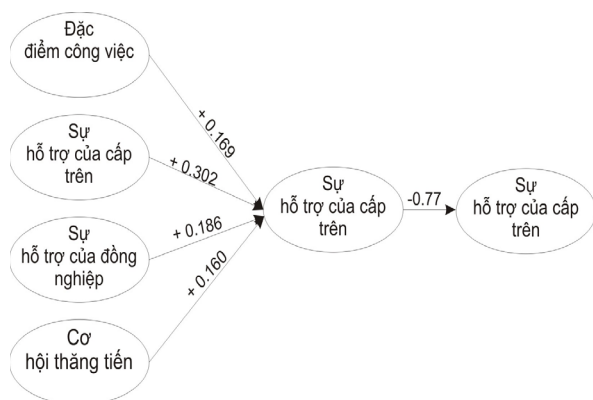 Đặc
điểm công việc
+ 0.169
Sự
hỗ trợ của cấp
trên
+ 0.302
Sự
hỗ trợ của đồng
nghiệp
+ 0.186
Cơ
hội thăng tiến
+ 0.160
Sự
hỗ trợ của cấp
trên
-0.77
Sự
hỗ trợ của cấp
trên